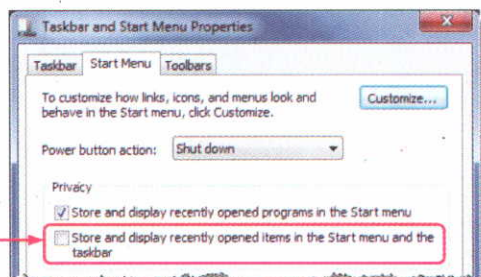 Taskbar and Start Menu Properties
Taskbar Start Menu Toolbars
To customize how links, icons, and menus look and
behave in the Start menu, click Customize.
Customize...
Power button action: Shut down
Privacy
Store and display recently opened programs in the Start menu
Store and display recently opened items in the Start menu and the
taskbar